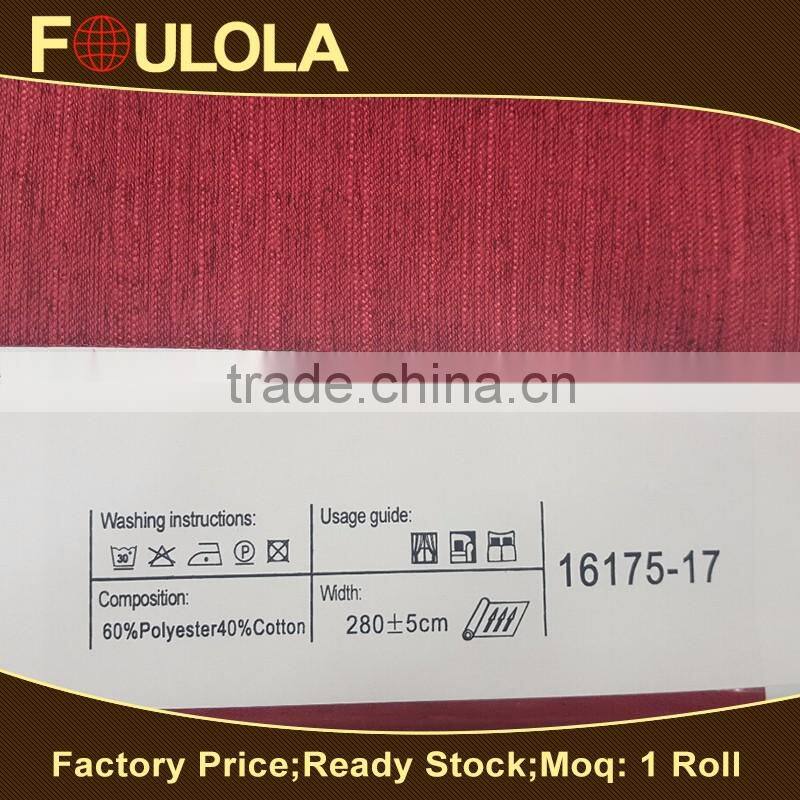 FOULOLA
trade.china.cn
Washing instructions:
30°
P
Usage guide:
Composition:
60%Polyester40%Cotton
Width:
280±5cm
16175-17
Factory Price;Ready Stock;Moq: 1 Roll